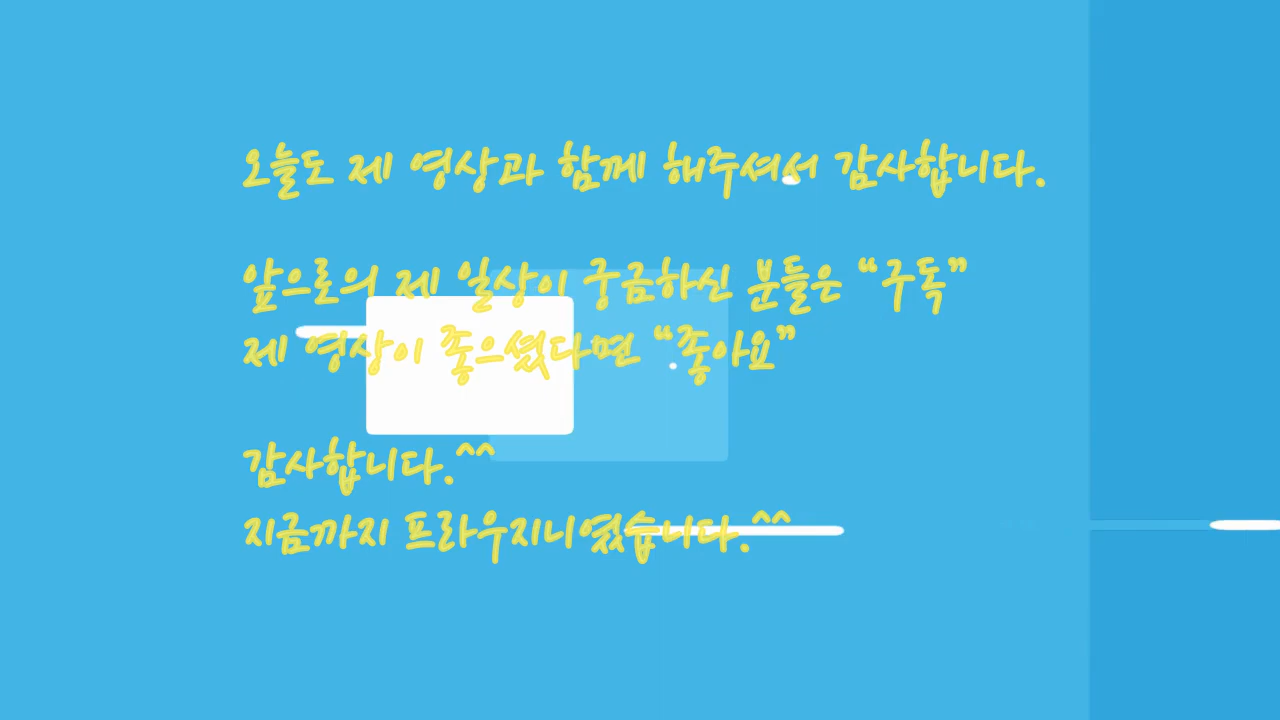 오늘도 제 영상과 함께 해주셔서 감사합니다.
앞으로의 제 일상이 궁금하신 분들은 “구독”
제 영상이 좋으셨다면 “좋아요”
감사합니다.^^
지금까지 프라우지니였습니다.^^